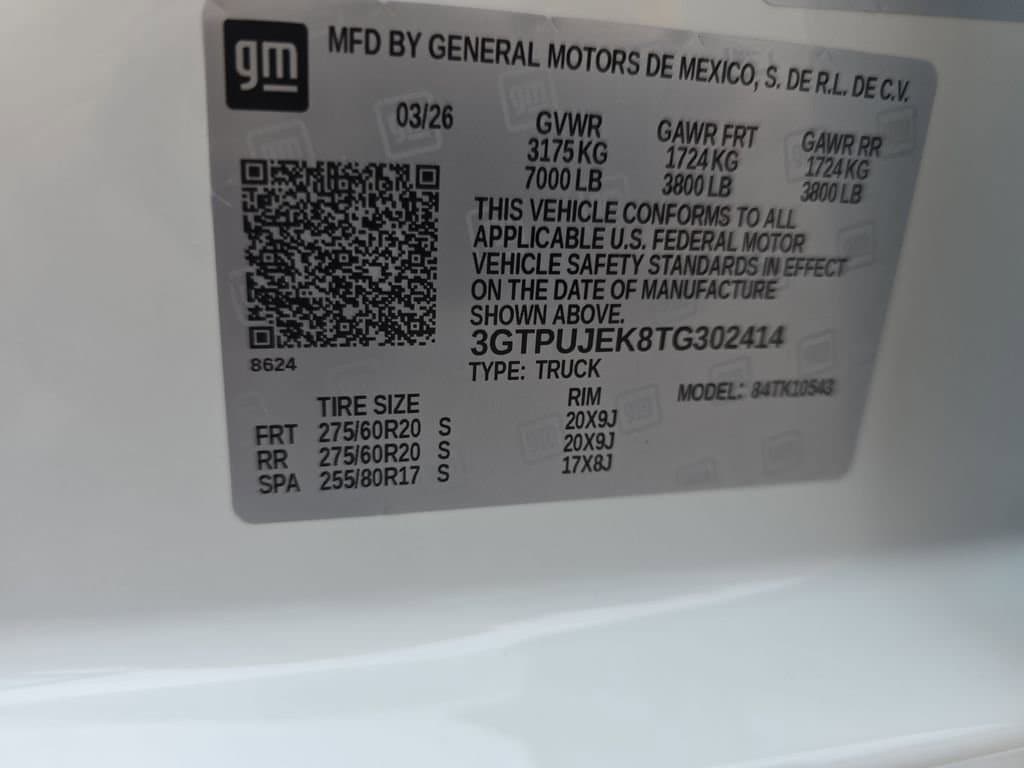 gm
MFD BY GENERAL MOTORS DE MEXICO, S. DE R.L. DE C.V.
03/26 GVWR GAWR FRT GAWR RR
3175 KG 1724 KG 1724 KG
7000 LB 3800 LB 3800 LB
THIS VEHICLE CONFORMS TO ALL
APPLICABLE U.S. FEDERAL MOTOR
VEHICLE SAFETY STANDARDS IN EFFECT
ON THE DATE OF MANUFACTURE
SHOWN ABOVE.
3GTPUJEK8TG302414
8624
TYPE: TRUCK
MODEL: 84TK10543
TIRE SIZE RIM
FRT 275/60R20 S 20X9J
RR 275/60R20 S 20X9J
SPA 255/80R17 S 17X8J